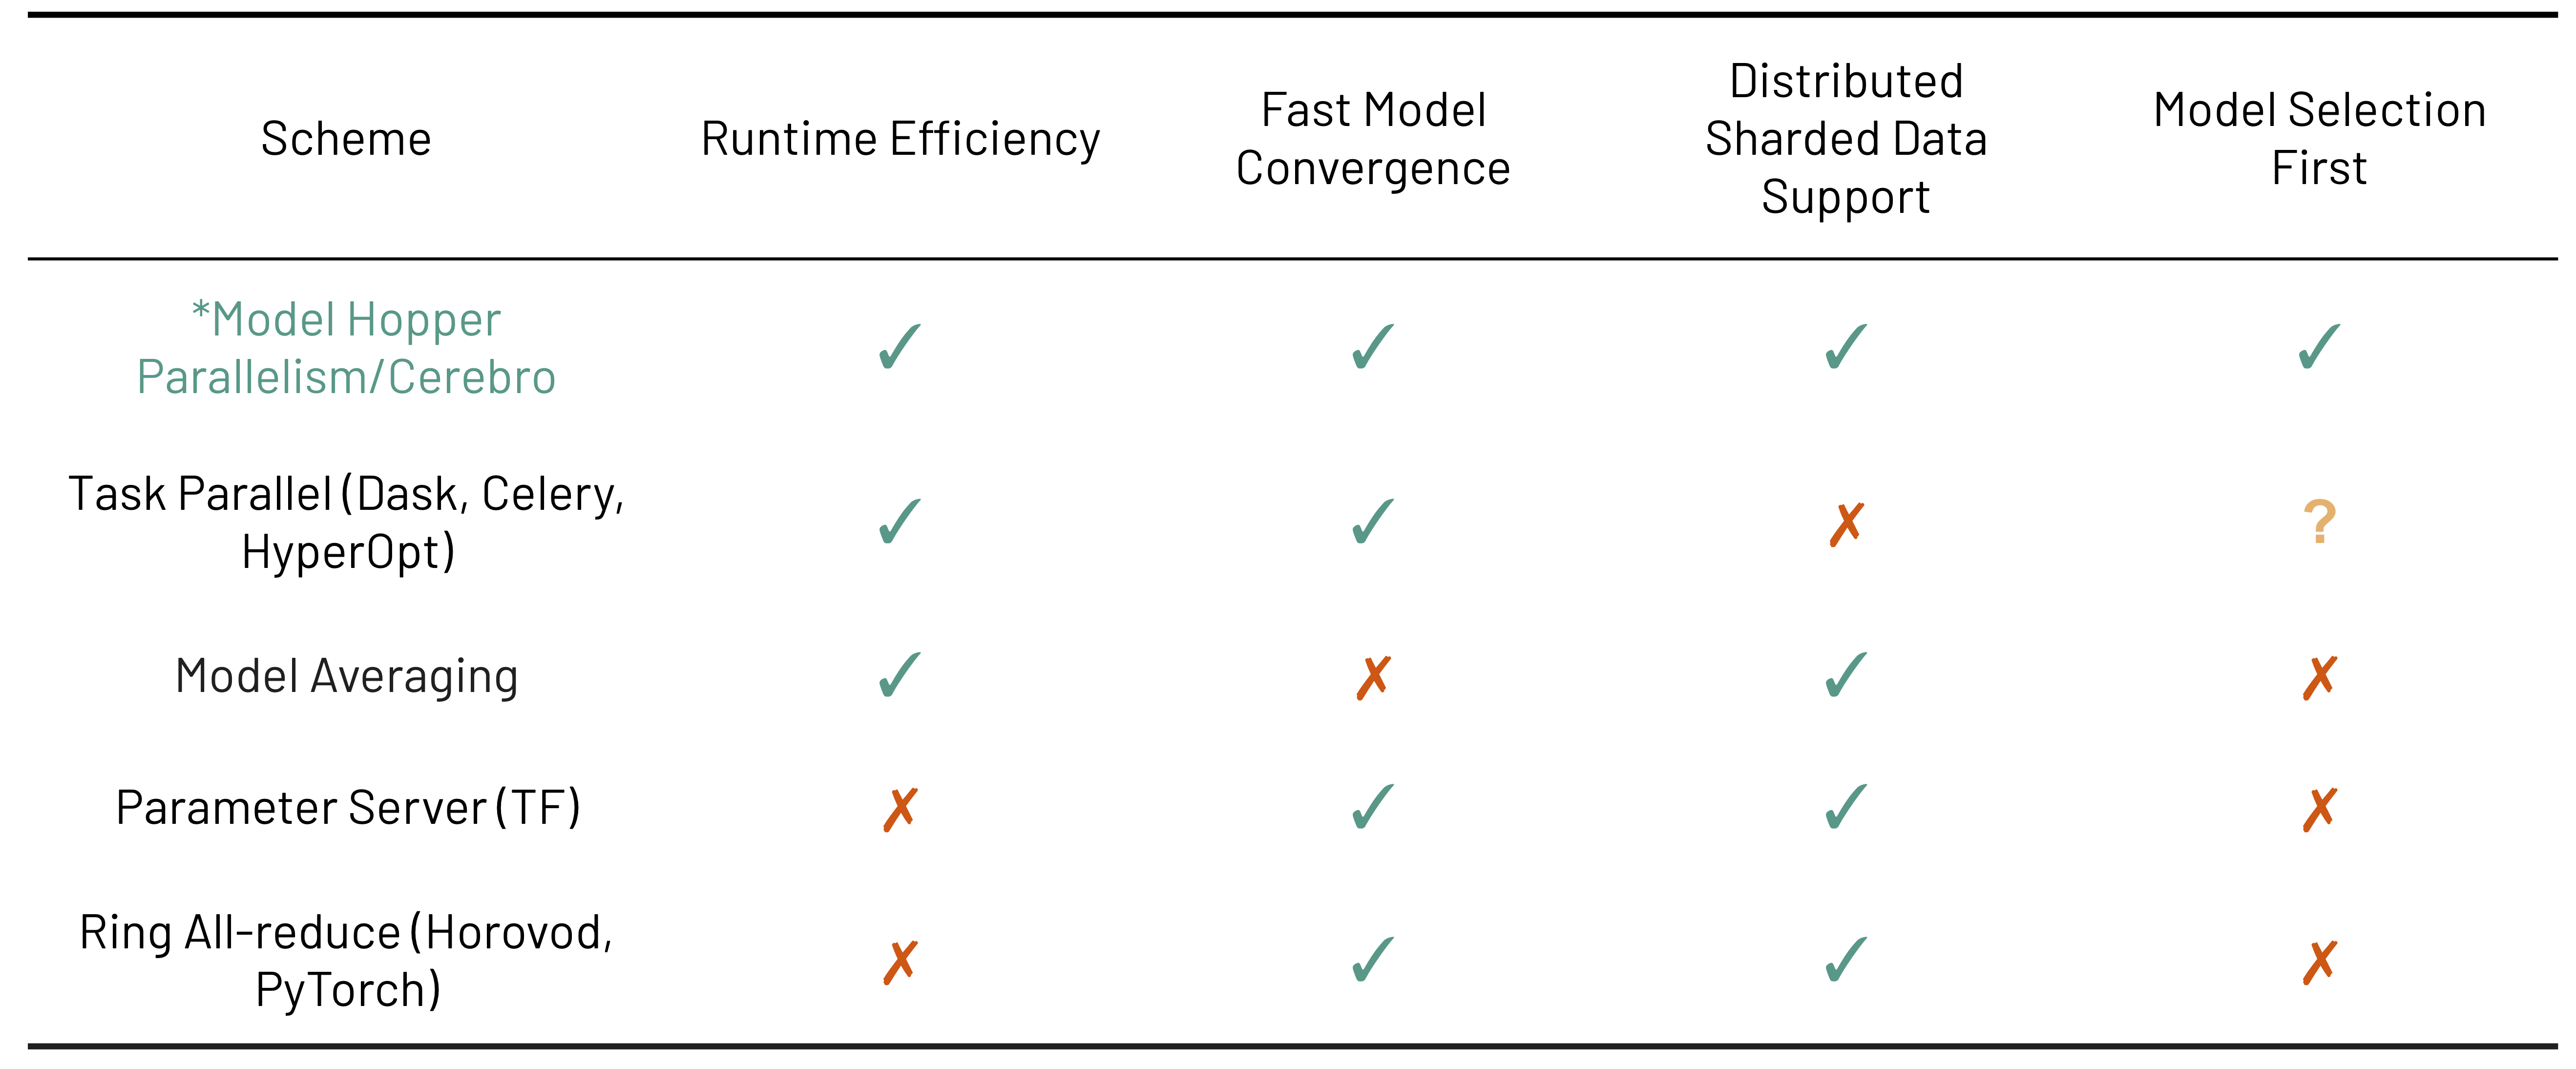 Scheme
Runtime Efficiency
Fast Model
Convergence
Distributed
Sharded Data
Support
Model Selection
First
*Model Hopper
Parallelism/Cerebro
✓ ✓ ✓ ✓
Task Parallel (Dask, Celery,
HyperOpt)
✓ ✓ ✗ ?
Model Averaging
✓ ✗ ✓ ✗
Parameter Server (TF)
✗ ✓ ✓ ✗
Ring All-reduce (Horovod,
PyTorch)
✗ ✓ ✓ ✗